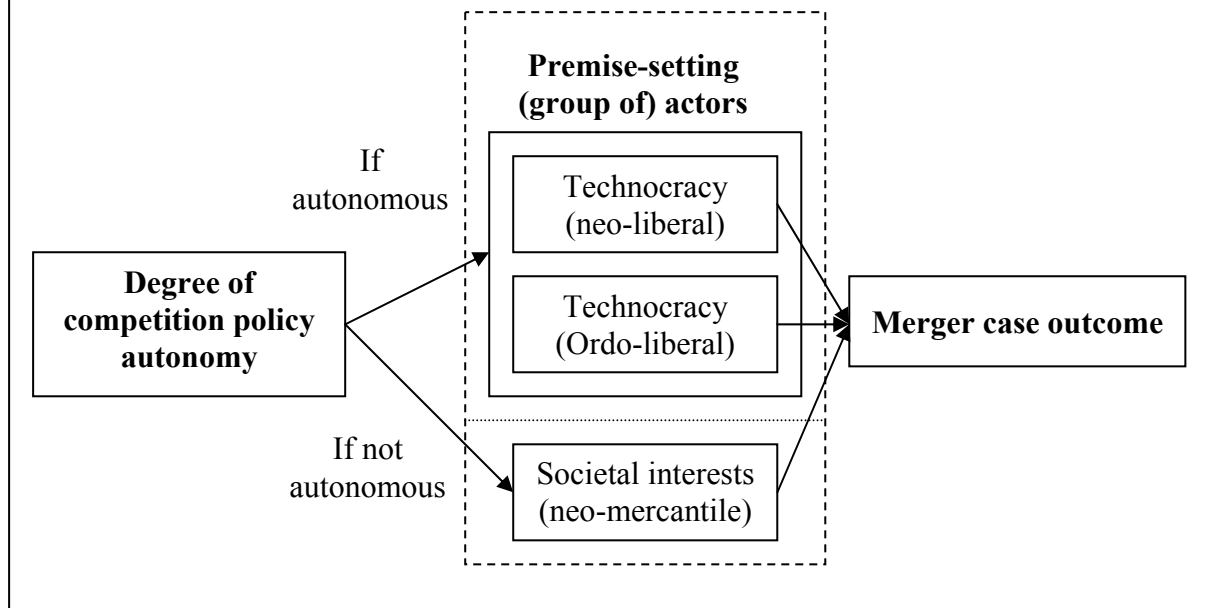 Premise-setting
(group of) actors
If
autonomous
Technocracy
(neo-liberal)
Degree of
competition policy
autonomy
Technocracy
(Ordo-liberal)
Merger case outcome
If not
autonomous
Societal interests
(neo-mercantile)